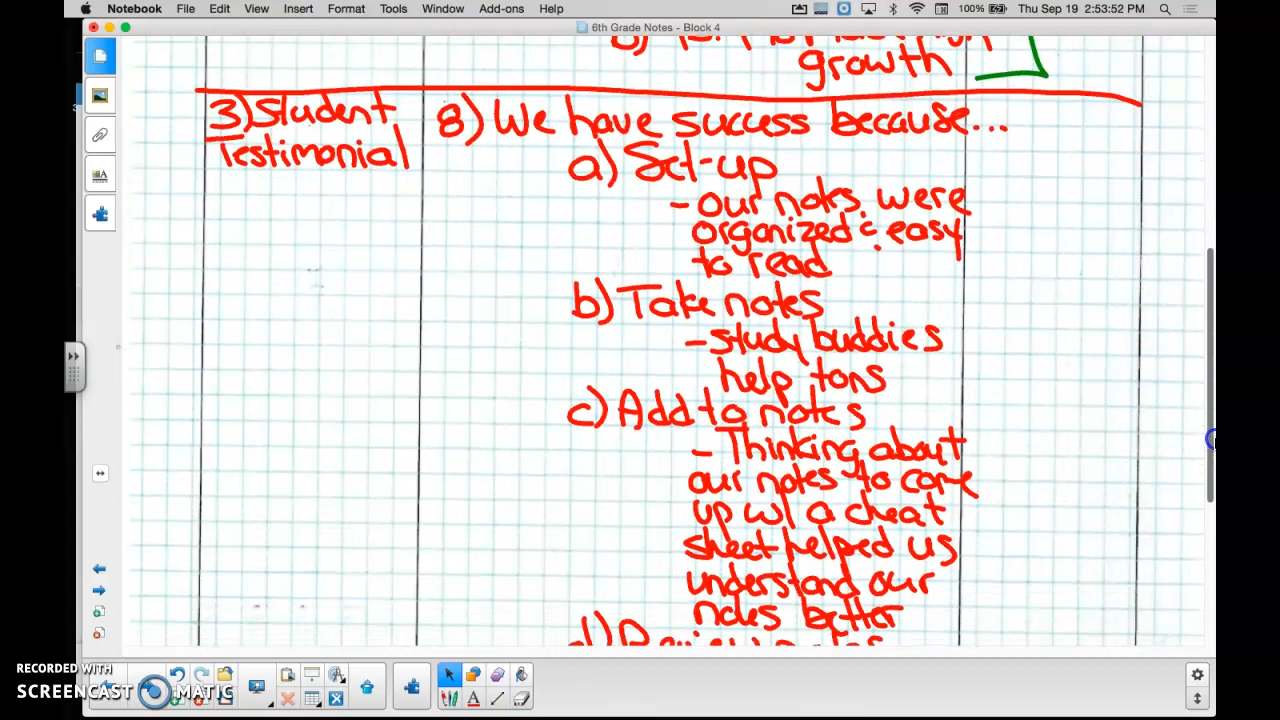 Notebook File Edit View Insert Format Tools Window Add-ons Help 100% Thu Sep 19 2:53:52 PM
6th Grade Notes - Block 4
growth
3) Student
Testimonial
8) We have success because...
a) Set-up
- our notes were
organized & easy
to read
b) Take notes
- study buddies
help tons
c) Add to notes
- Thinking about
our notes to come
up w/ a cheat
sheet helped us
understand our
notes better
RECORDED WITH
SCREENCAST MATIC